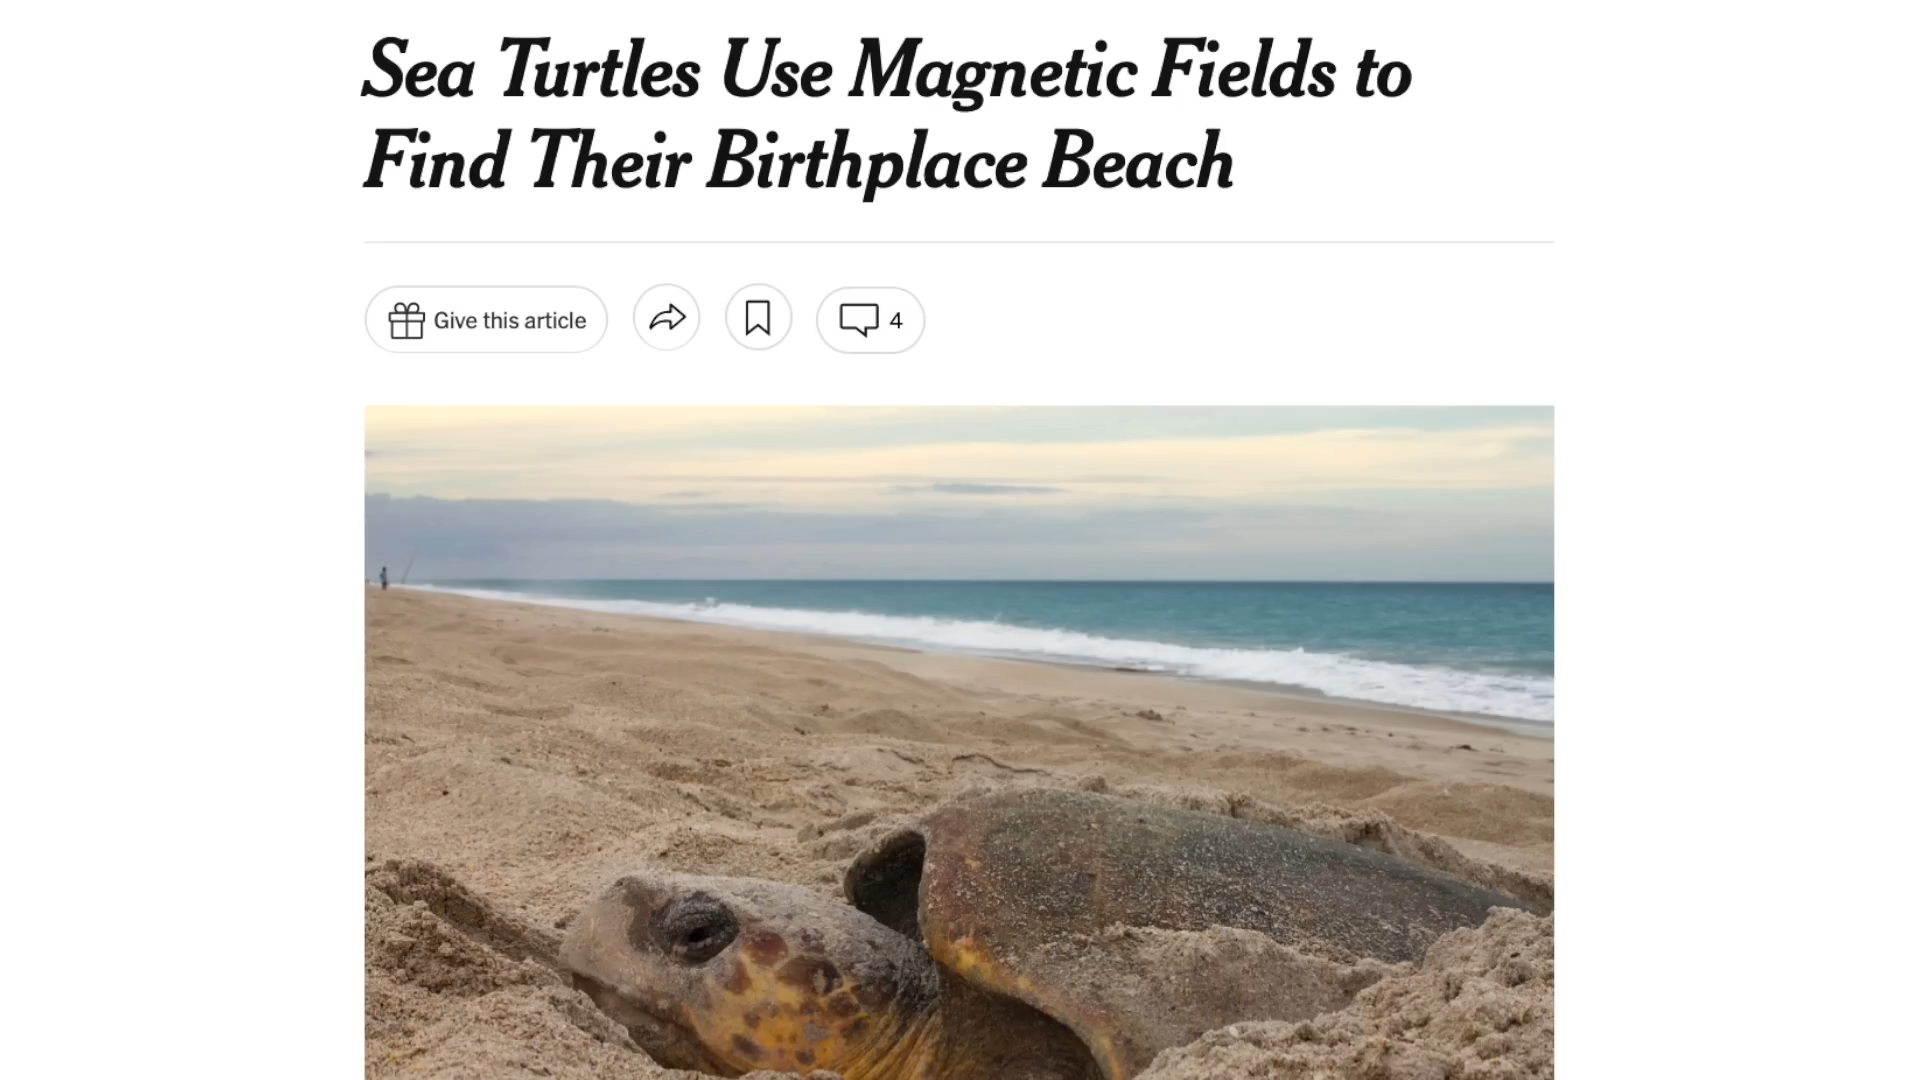 Sea Turtles Use Magnetic Fields to
Find Their Birthplace Beach
Give this article
4